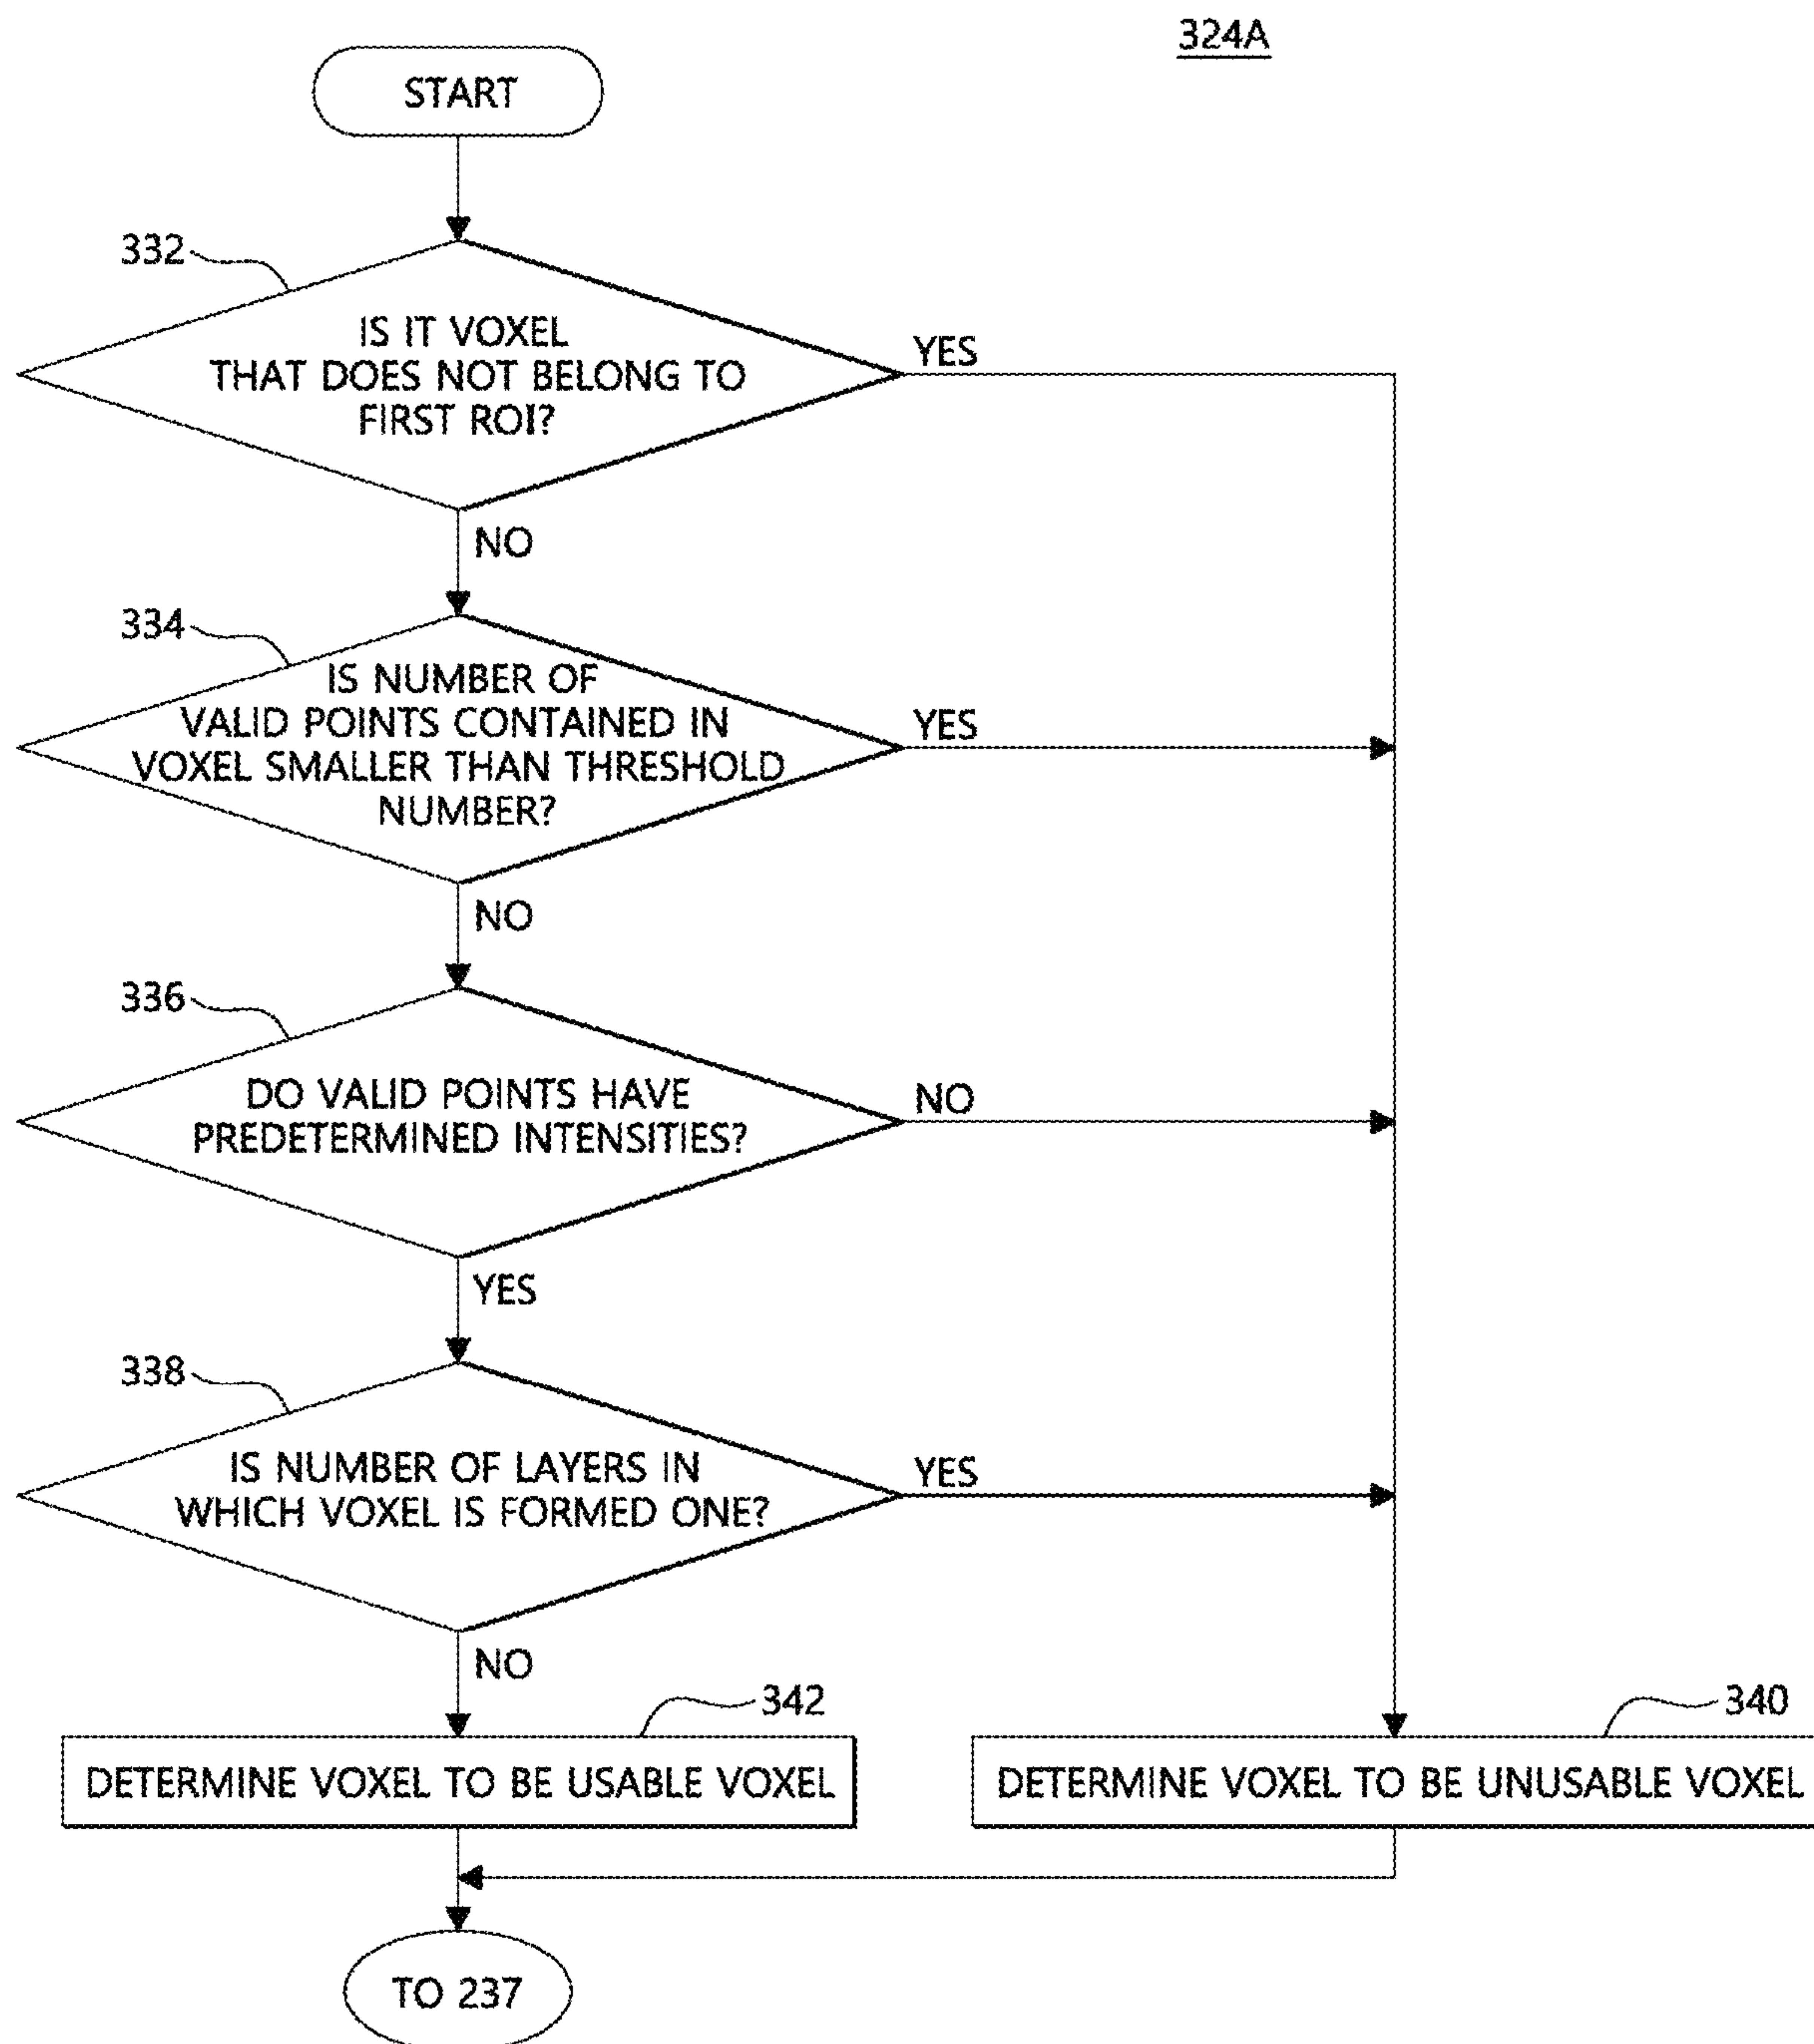 324A
START
332
IS IT VOXEL
THAT DOES NOT BELONG TO
FIRST ROI?
YES
NO
334
IS NUMBER OF
VALID POINTS CONTAINED IN
VOXEL SMALLER THAN THRESHOLD
NUMBER?
YES
NO
336
DO VALID POINTS HAVE
PREDETERMINED INTENSITIES?
NO
YES
338
IS NUMBER OF LAYERS IN
WHICH VOXEL IS FORMED ONE?
YES
NO
342
DETERMINE VOXEL TO BE USABLE VOXEL
340
DETERMINE VOXEL TO BE UNUSABLE VOXEL
TO 237